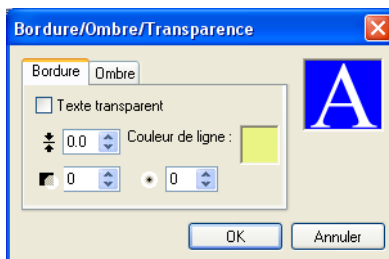 Bordure/Ombre/Transparence
Bordure Ombre
Texte transparent
0.0 Couleur de ligne :
0 0
A
OK Annuler